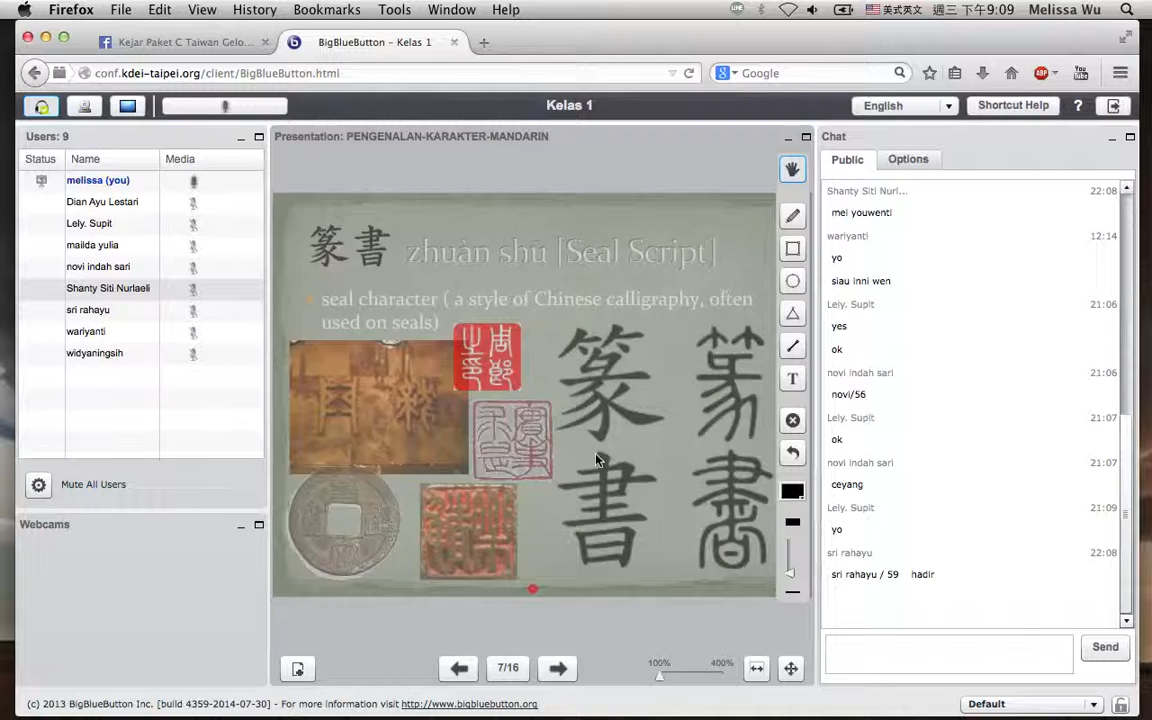 Firefox File Edit View History Bookmarks Tools Window Help 美式英文 週三 下午9:09 Melissa Wu
Kejar Paket C Taiwan Gelo... BigBlueButton - Kelas 1
conf.kdei-taipei.org/client/BigBlueButton.html Google
Kelas 1 English Shortcut Help ?
Users: 9
Status Name Media
melissa (you)
Dian Ayu Lestari
Lely. Supit
mailda yulia
novi indah sari
Shanty Siti Nurlaeli
sri rahayu
wariyanti
widyaningsih
Mute All Users
Webcams
Presentation: PENGENALAN-KARAKTER-MANDARIN
篆書 zhuàn shū [Seal Script]
seal character ( a style of Chinese calligraphy, often
used on seals)
篆書
篆書
T
7/16
100% 400%
Chat
Public Options
Shanty Siti Nurl... 22:08
mei youwenti
wariyanti 12:14
yo
siau inni wen
Lely. Supit 21:06
yes
ok
novi indah sari 21:06
novi/56
Lely. Supit 21:07
ok
novi indah sari 21:07
ceyang
Lely. Supit 21:09
yo
sri rahayu 22:08
sri rahayu / 59 hadir
Send
(c) 2013 BigBlueButton Inc. [build 4359-2014-07-30] - For more information visit http://www.bigbluebutton.org
Default